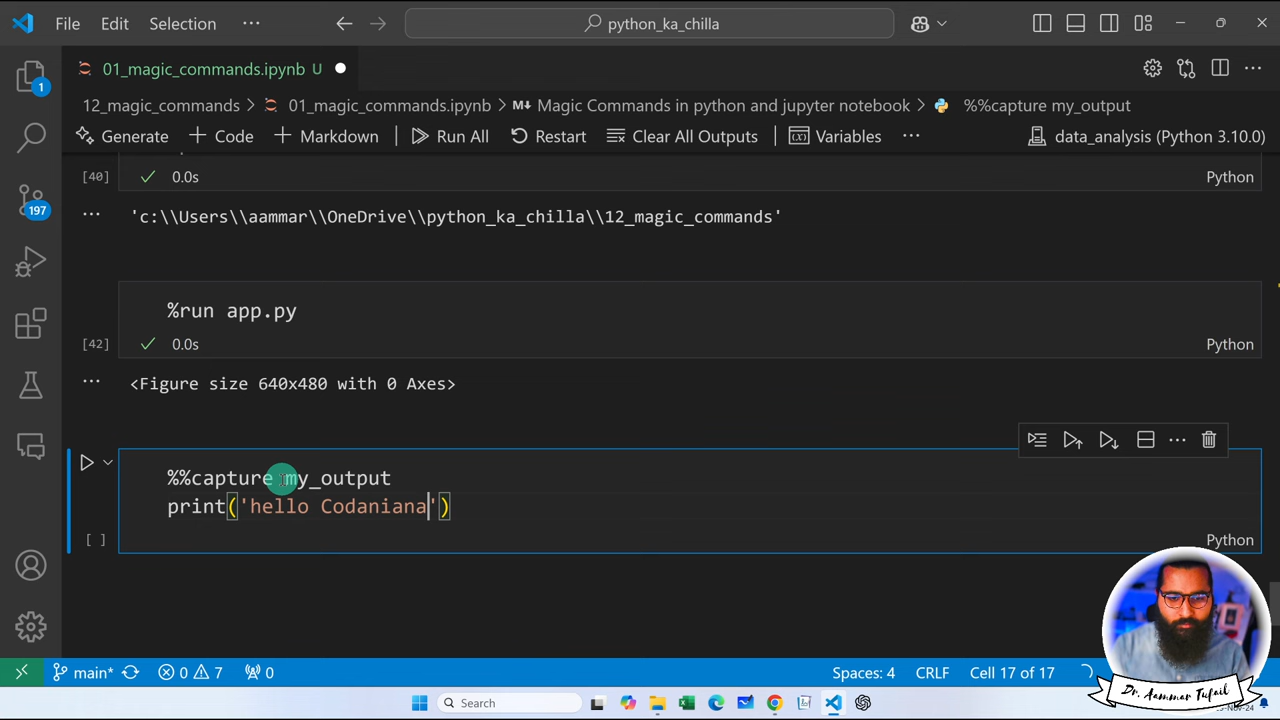 File Edit Selection ··· python_ka_chilla
01_magic_commands.ipynb U
12_magic_commands > 01_magic_commands.ipynb > Magic Commands in python and jupyter notebook > %%capture my_output
Generate + Code + Markdown Run All Restart Clear All Outputs Variables ··· data_analysis (Python 3.10.0)
[40] 0.0s Python
'c:\\Users\\aammar\\OneDrive\\python_ka_chilla\\12_magic_commands'
%run app.py
[42] 0.0s Python
<Figure size 640x480 with 0 Axes>
%%capture my_output
print('hello Codaniana')
[ ] Python
1
197
main* 0 7 0 Spaces: 4 CRLF Cell 17 of 17
Search
Dr. Aammar Tufail